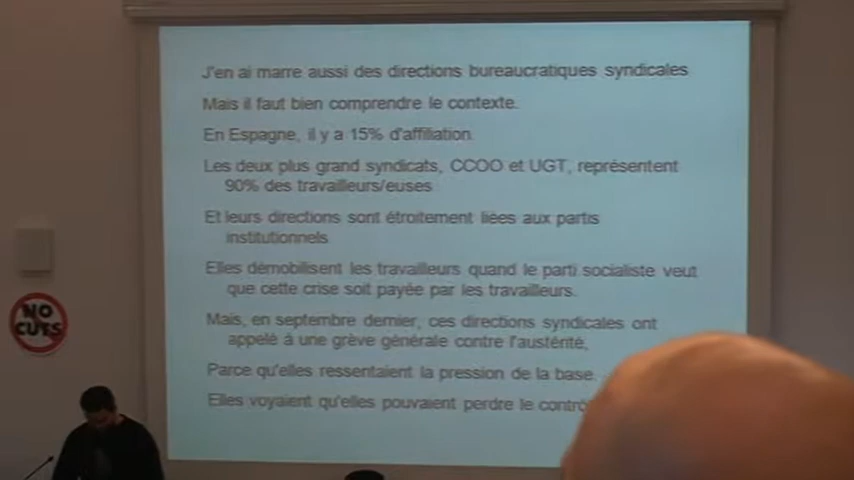 J'en ai marre aussi des directions bureaucratiques syndicales
Mais il faut bien comprendre le contexte.
En Espagne, il y a 15% d'affiliation.
Les deux plus grand syndicats, CCOO et UGT, représentent
90% des travailleurs/euses
Et leurs directions sont étroitement liées aux partis
institutionnels.
Elles démobilisent les travailleurs quand le parti socialiste veut
que cette crise soit payée par les travailleurs.
Mais, en septembre dernier, ces directions syndicales ont
appelé à une grève générale contre l'austérité,
Parce qu'elles ressentaient la pression de la base.
Elles voyaient qu'elles pouvaient perdre le
NO
CUTS